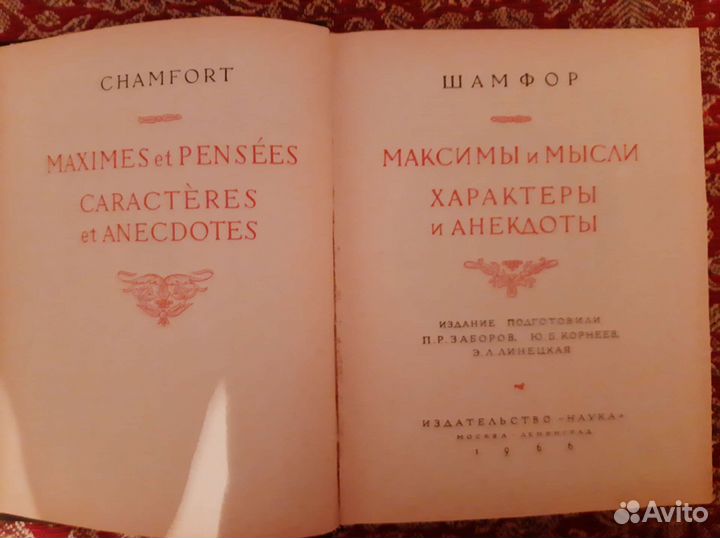 CHAMFORT
MAXIMES et PENSÉES
CARACTÈRES
et ANECDOTES
ШАМФОР
МАКСИМЫ и МЫСЛИ
ХАРАКТЕРЫ
и АНЕКДОТЫ
ИЗДАНИЕ ПОДГОТОВИЛИ
П.Р.ЗАБОРОВ, Ю.Б.КОРНЕЕВ,
Э.Л.ЛИНЕЦКАЯ
ИЗДАТЕЛЬСТВО «НАУКА»
МОСКВА - ЛЕНИНГРАД
1966
Avito